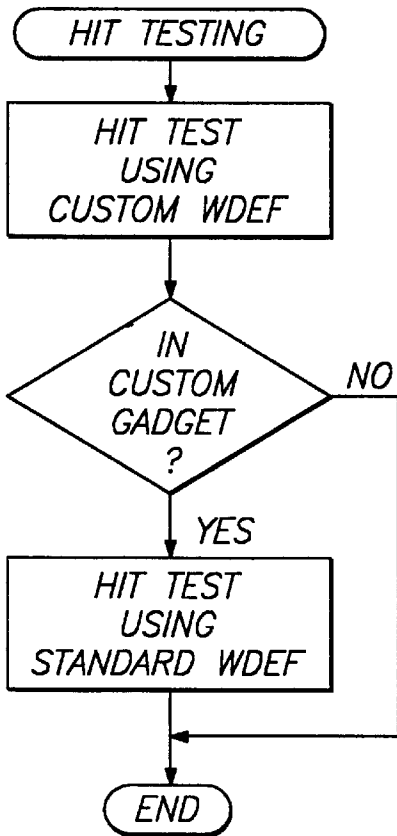 HIT TESTING
HIT TEST
USING
CUSTOM WDEF
IN
CUSTOM
GADGET
?
NO
YES
HIT TEST
USING
STANDARD WDEF
END